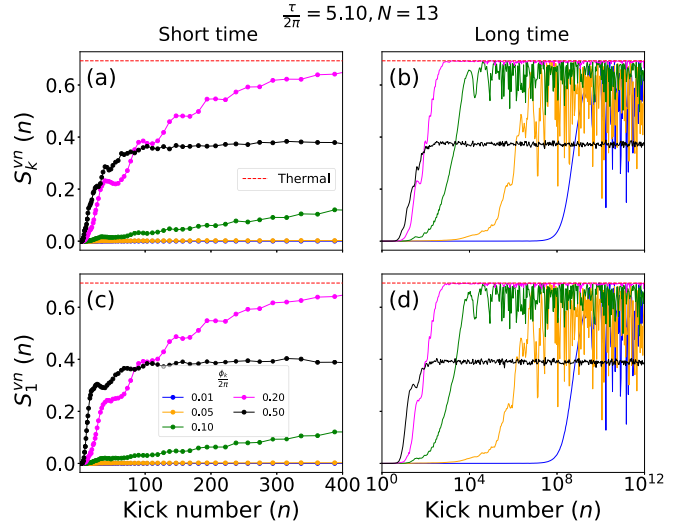 τ/2π = 5.10, N = 13
Short time
Long time
(a)
(b)
S_k^{vn} (n)
0.6
0.4
0.2
0.0
Thermal
(c)
(d)
S_1^{vn} (n)
0.6
0.4
0.2
0.0
ϕ_k/2π
0.01
0.05
0.10
0.20
0.50
100
200
300
400
10^0
10^4
10^6
10^8
10^12
Kick number (n)
Kick number (n)